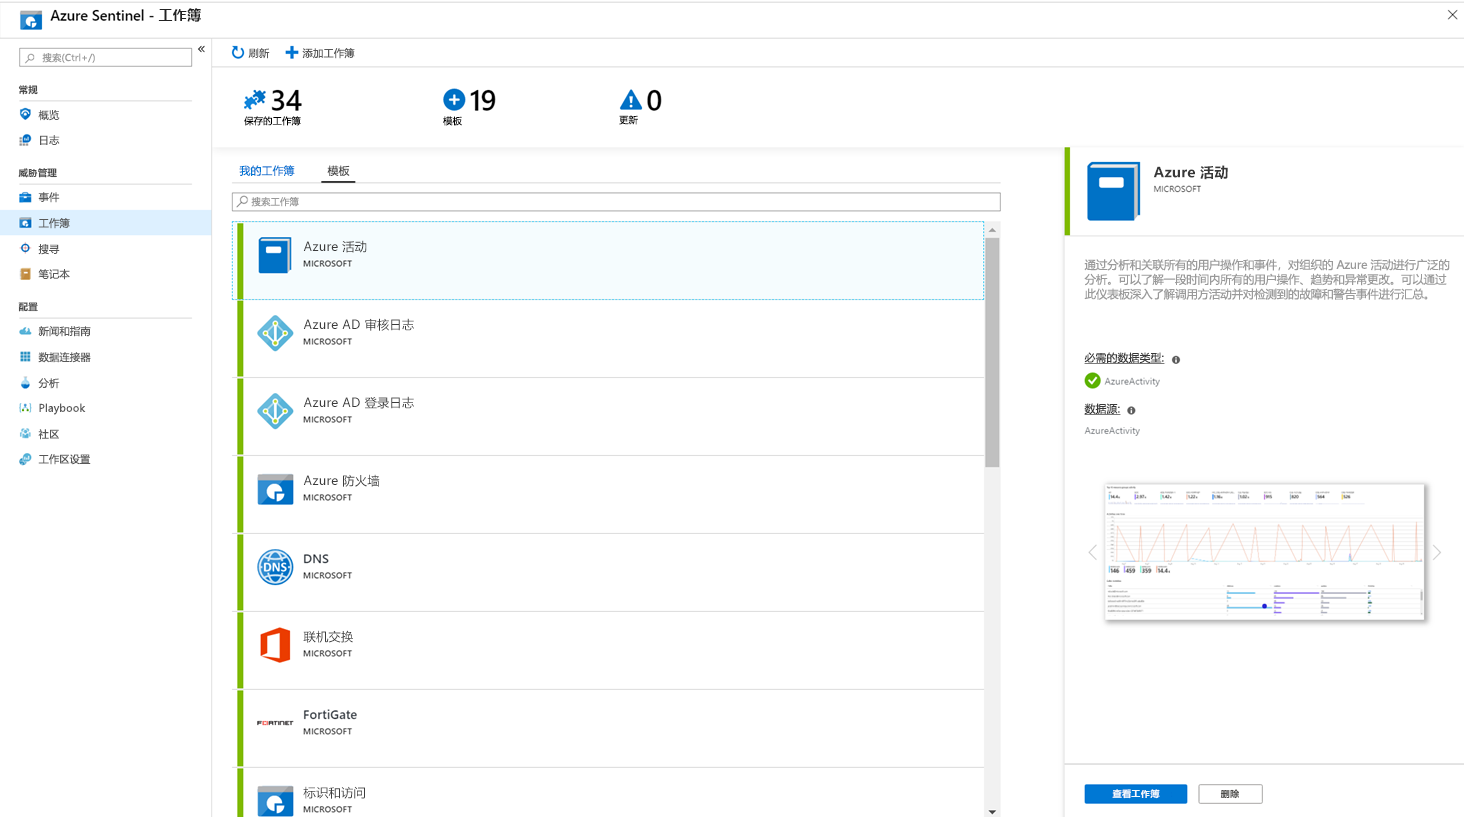 Azure Sentinel - 工作簿
搜索(Ctrl+/)
«
常规
概览
日志
威胁管理
事件
工作簿
搜寻
笔记本
配置
新闻和指南
数据连接器
分析
Playbook
社区
工作区设置
刷新
添加工作簿
34
保存的工作簿
19
模板
0
更新
我的工作簿
模板
搜索工作簿
Azure 活动
MICROSOFT
Azure AD 审核日志
MICROSOFT
Azure AD 登录日志
MICROSOFT
Azure 防火墙
MICROSOFT
DNS
DNS
MICROSOFT
联机交换
MICROSOFT
FORTINET
FortiGate
MICROSOFT
标识和访问
MICROSOFT
Azure 活动
MICROSOFT
通过分析和关联所有的用户操作和事件，对组织的 Azure 活动进行广泛的
分析。可以了解一段时间内所有的用户操作、趋势和异常更改。可以通过
此仪表板深入了解调用方活动并对检测到的故障和警告事件进行汇总。
必需的数据类型:
AzureActivity
数据源:
AzureActivity
查看工作簿
删除